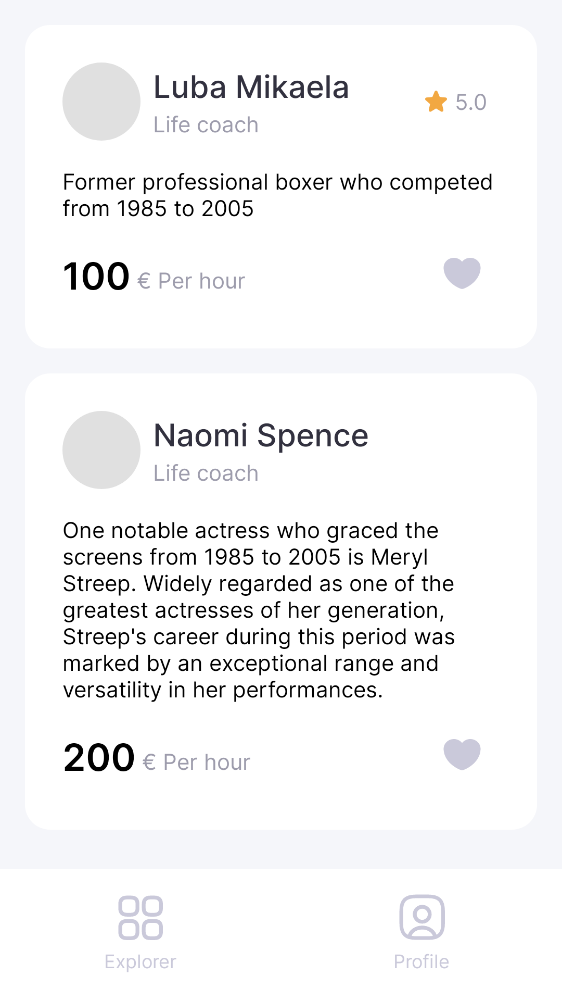 Luba Mikaela
5.0
Life coach
Former professional boxer who competed
from 1985 to 2005
100 € Per hour
Naomi Spence
Life coach
One notable actress who graced the
screens from 1985 to 2005 is Meryl
Streep. Widely regarded as one of the
greatest actresses of her generation,
Streep's career during this period was
marked by an exceptional range and
versatility in her performances.
200 € Per hour
Explorer
Profile